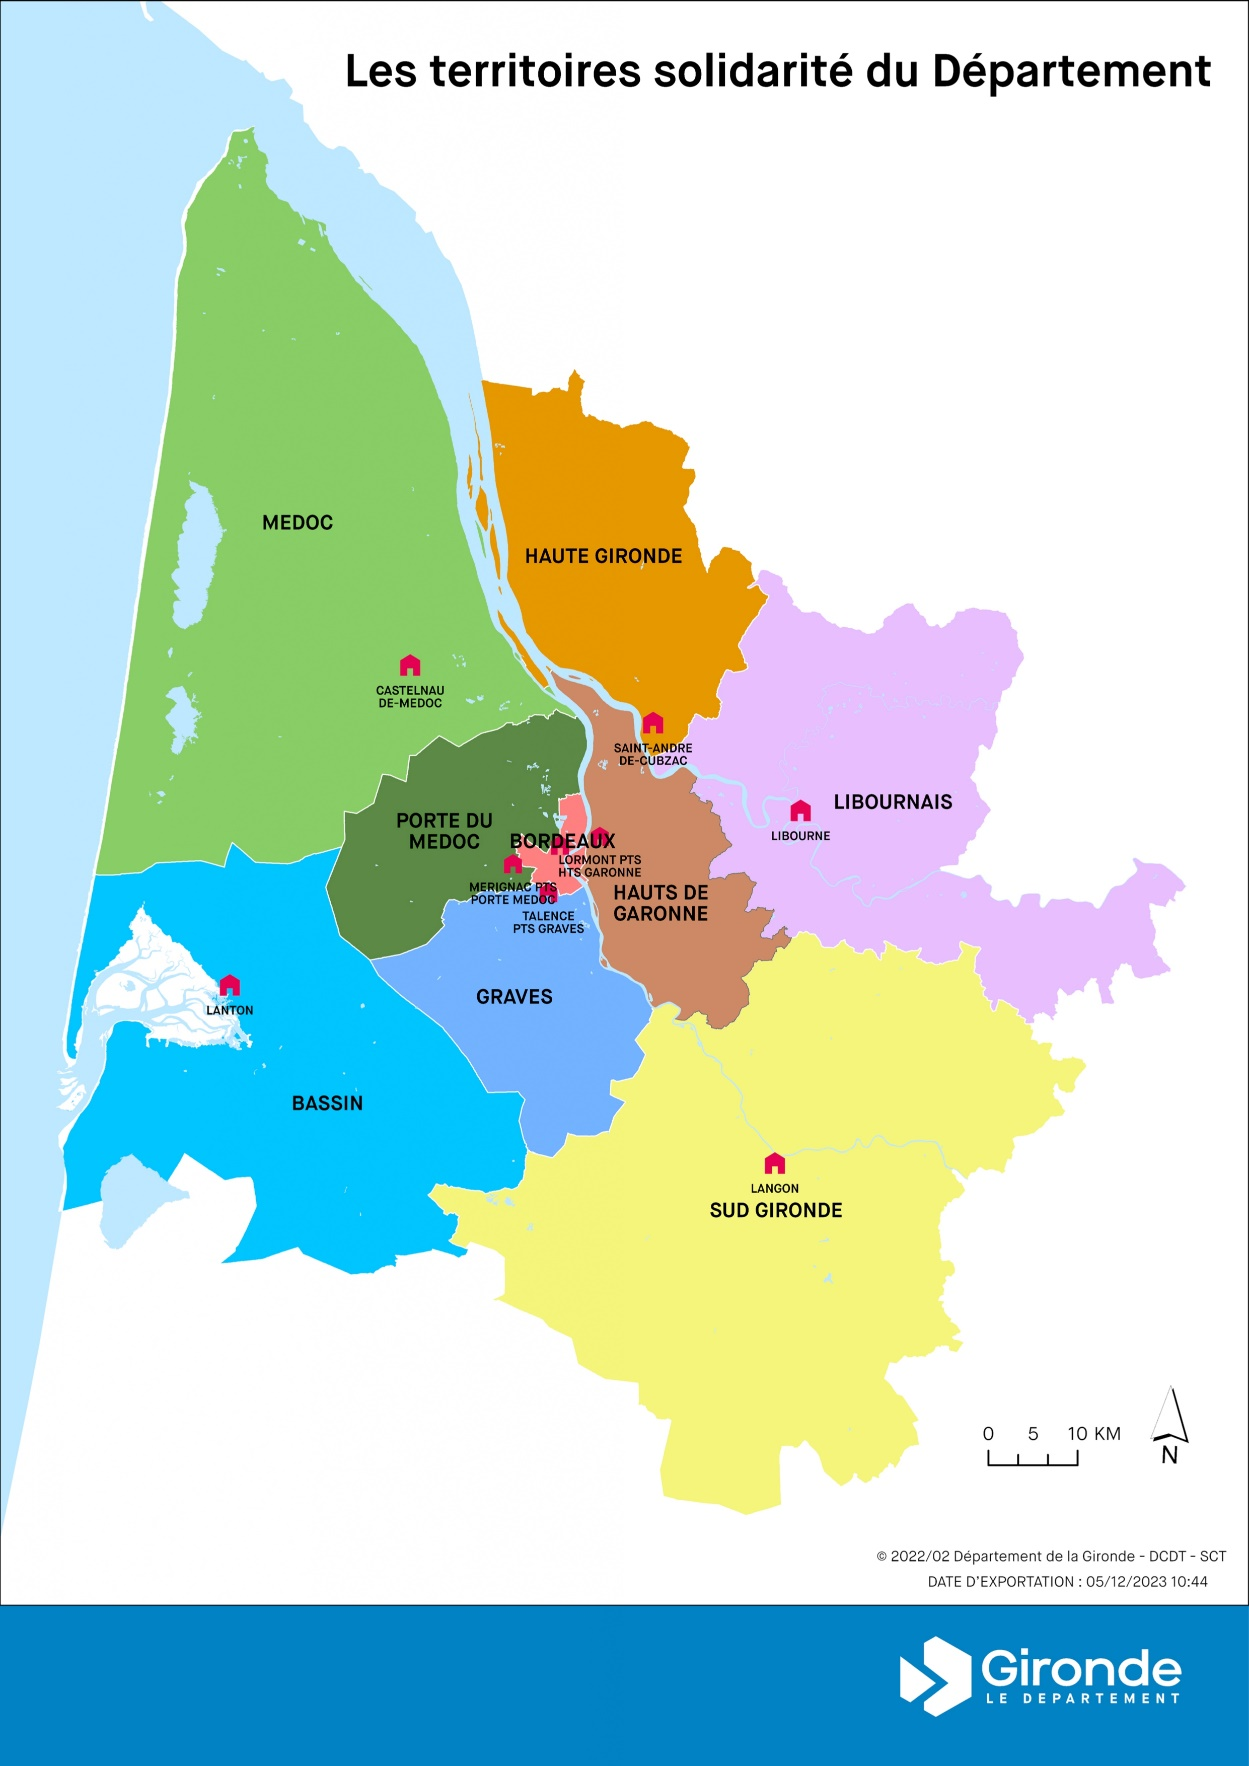 Les territoires solidarité du Département
MEDOC
HAUTE GIRONDE
CASTELNAU
DE-MEDOC
SAINT-ANDRE
DE-CUBZAC
LIBOURNAIS
LIBOURNE
PORTE DU
MEDOC
BORDEAUX
LORMONT PTS
HTS GARONNE
MERIGNAC PTS
PORTE MEDOC
HAUTS DE
GARONNE
TALENCE
PTS GRAVES
GRAVES
LANTON
BASSIN
LANGON
SUD GIRONDE
0 5 10 KM
N
© 2022/02 Département de la Gironde - DCDT - SCT
DATE D'EXPORTATION : 05/12/2023 10:44
Gironde
LE DEPARTEMENT